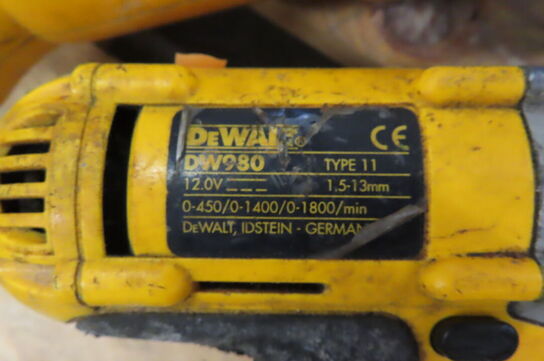 DEWALT®
DW980 TYPE 11 CE
12.0V 1,5-13mm
0-450/0-1400/0-1800/min
DEWALT, IDSTEIN - GERMANY